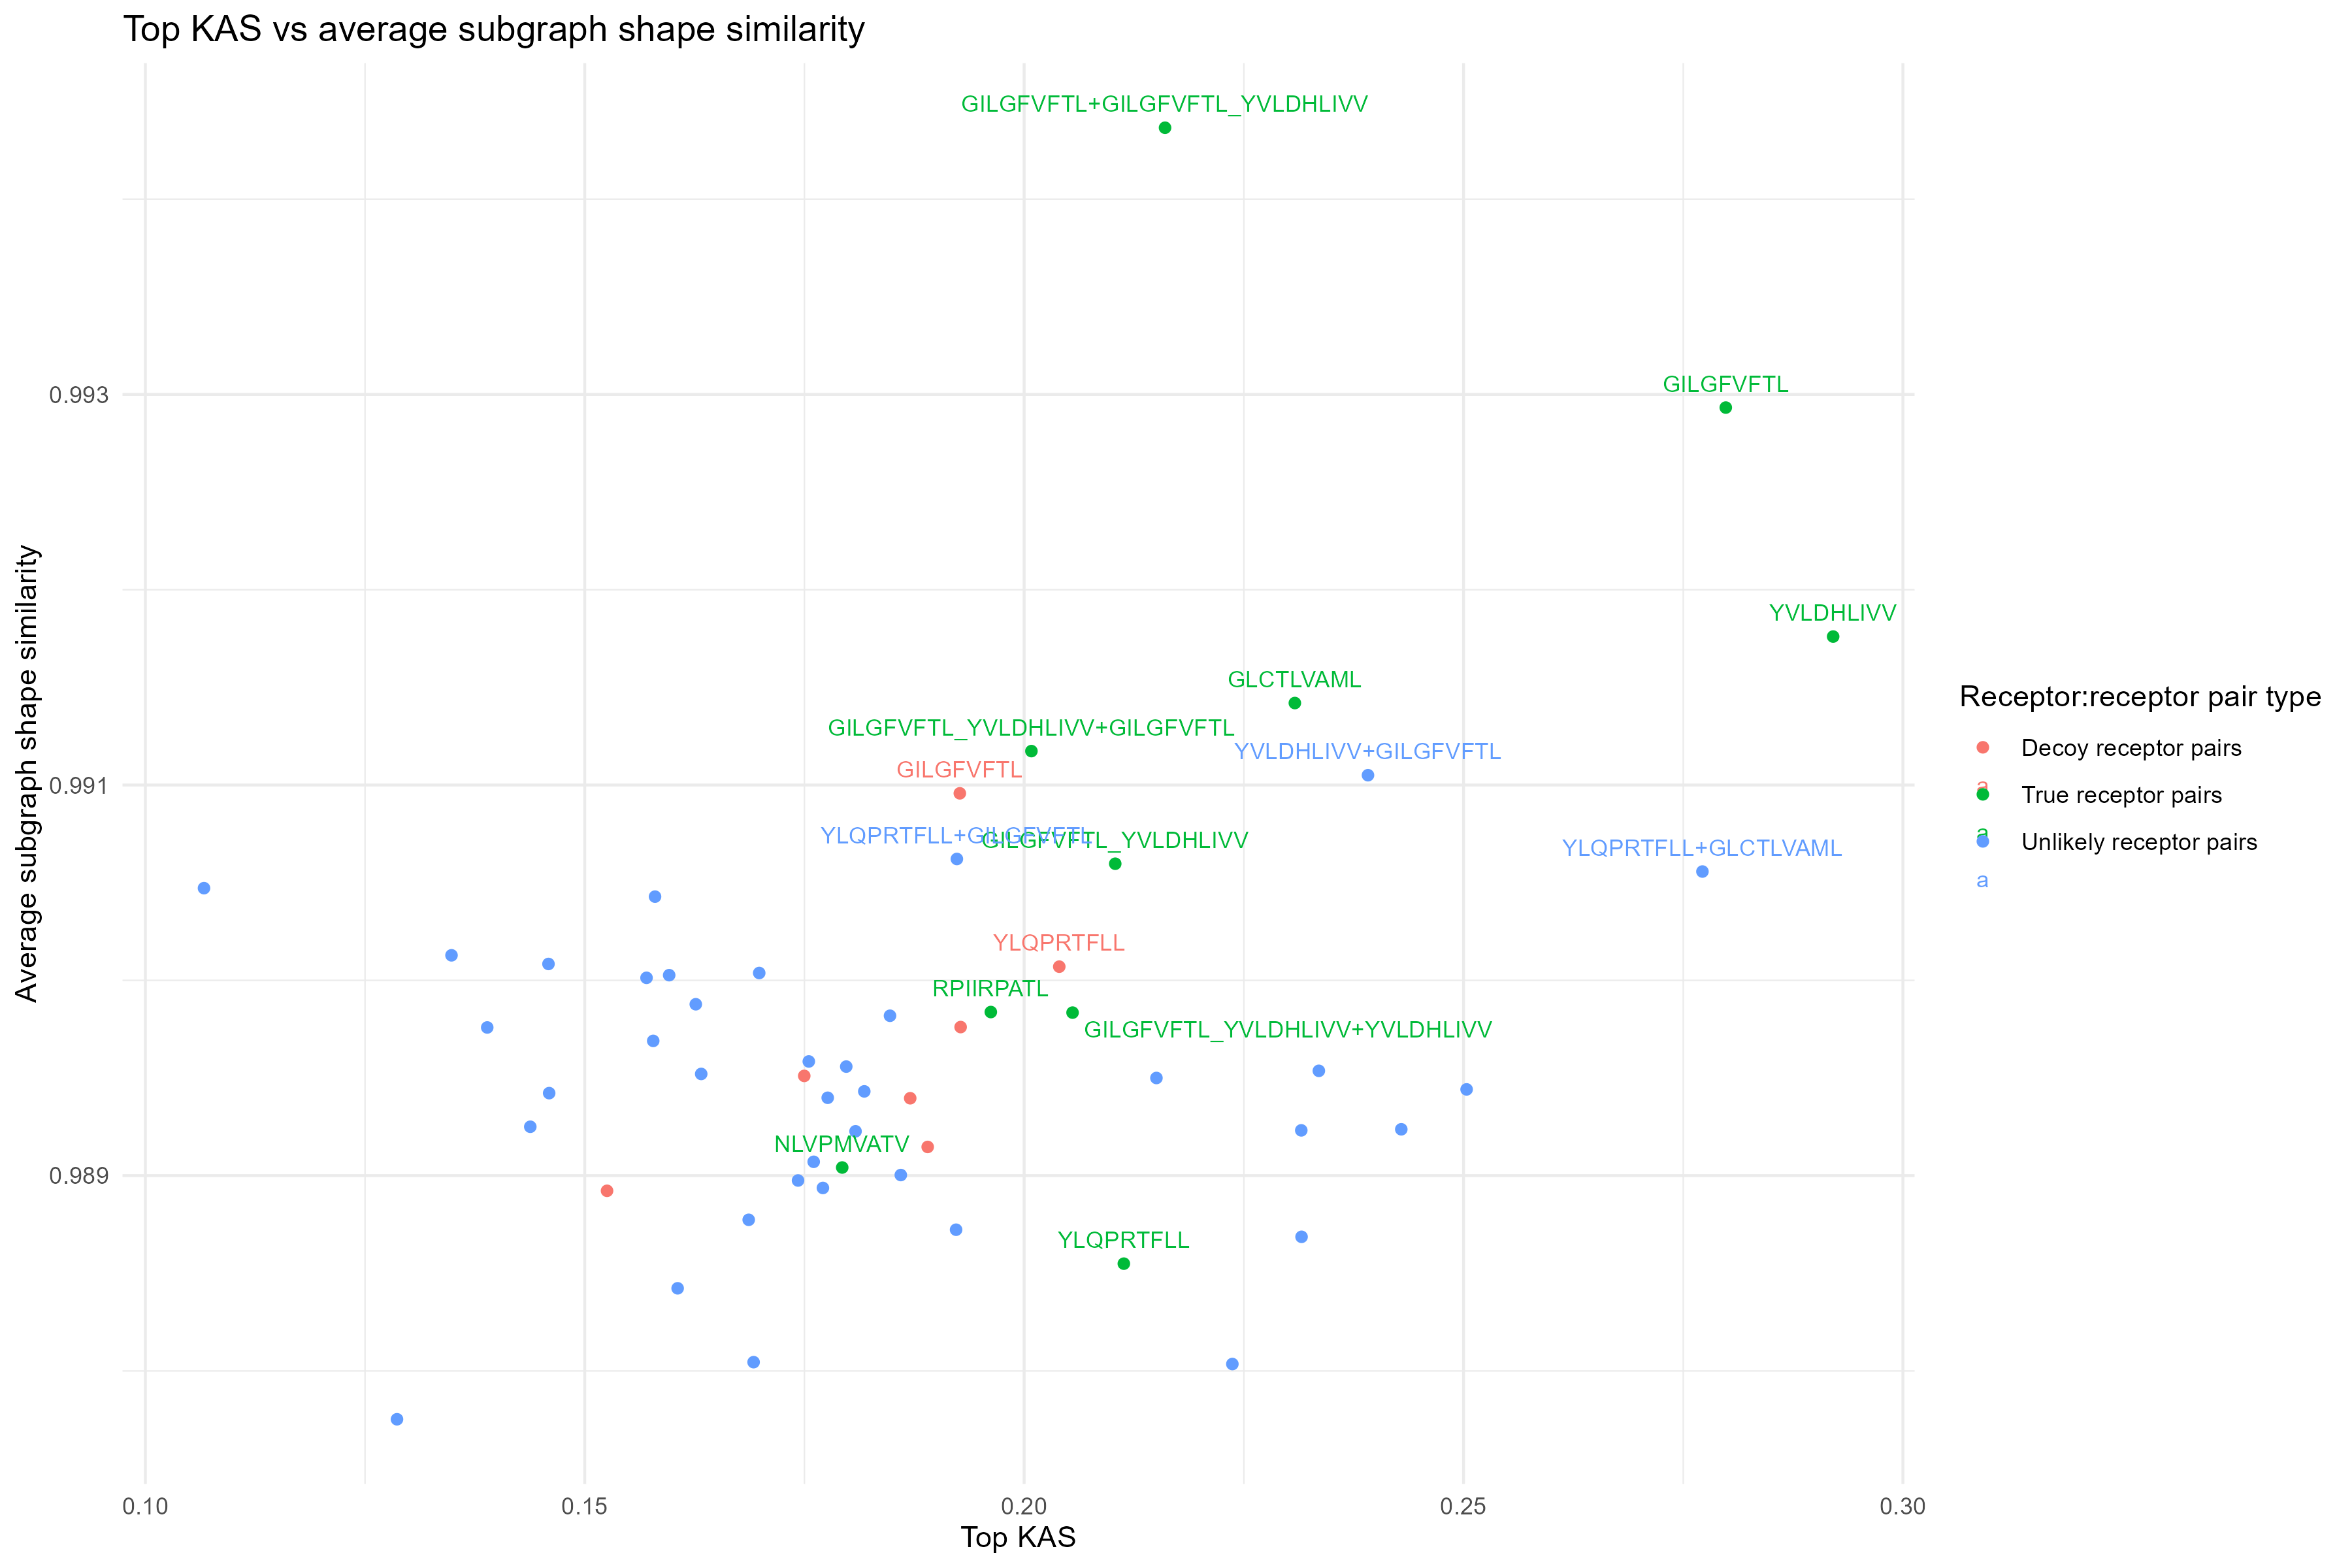 Top KAS vs average subgraph shape similarity
GILGFVFTL+GILGFVFTL_YVLDHLIVV
GILGFVFTL
YVLDHLIVV
GLCTLVAML
GILGFVFTL_YVLDHLIVV+GILGFVFTL
YVLDHLIVV+GILGFVFTL
GILGFVFTL
YLQPRTFLL+GILGFVFTL
GILGFVFTL_YVLDHLIVV
YLQPRTFLL+GLCTLVAML
YLQPRTFLL
RPIIRPATL
GILGFVFTL_YVLDHLIVV+YVLDHLIVV
NLVPMVATV
YLQPRTFLL
0.993
0.991
0.989
Average subgraph shape similarity
0.10 0.15 0.20 0.25 0.30
Top KAS
Receptor:receptor pair type
Decoy receptor pairs
a
True receptor pairs
a
Unlikely receptor pairs
a